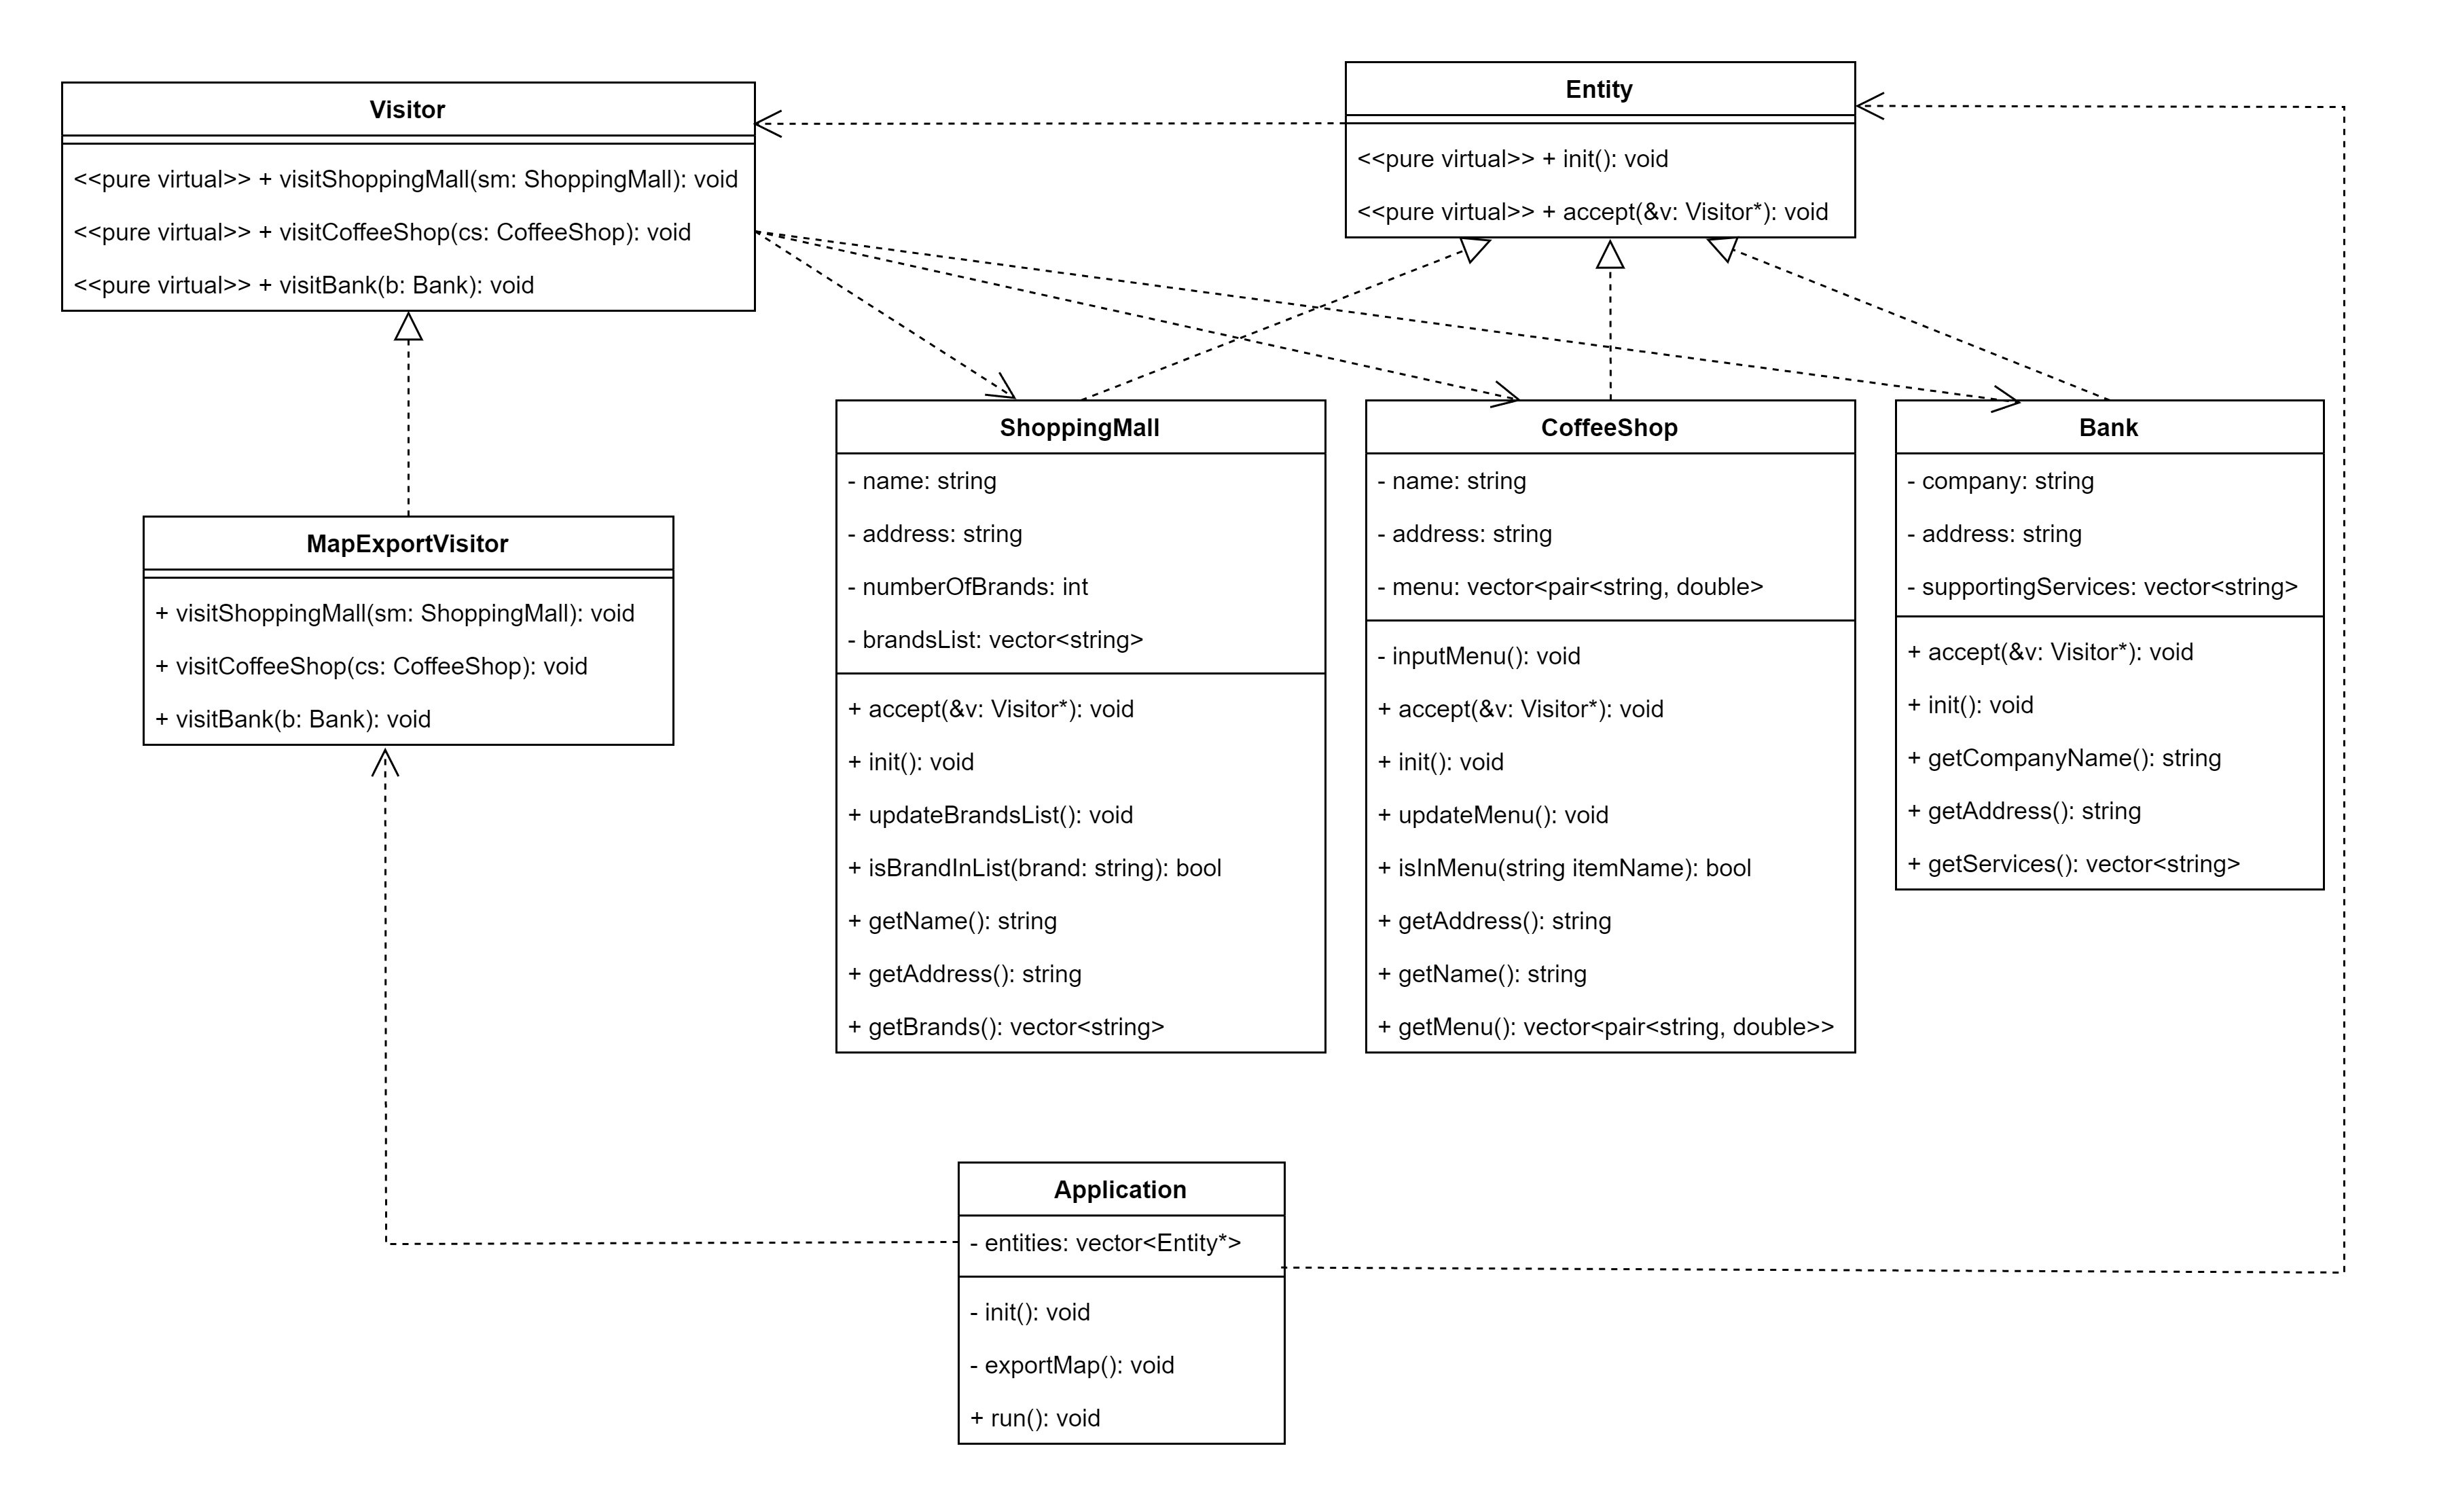 Visitor
<<pure virtual>> + visitShoppingMall(sm: ShoppingMall): void
<<pure virtual>> + visitCoffeeShop(cs: CoffeeShop): void
<<pure virtual>> + visitBank(b: Bank): void
Entity
<<pure virtual>> + init(): void
<<pure virtual>> + accept(&v: Visitor*): void
MapExportVisitor
+ visitShoppingMall(sm: ShoppingMall): void
+ visitCoffeeShop(cs: CoffeeShop): void
+ visitBank(b: Bank): void
ShoppingMall
- name: string
- address: string
- numberOfBrands: int
- brandsList: vector<string>
+ accept(&v: Visitor*): void
+ init(): void
+ updateBrandsList(): void
+ isBrandInList(brand: string): bool
+ getName(): string
+ getAddress(): string
+ getBrands(): vector<string>
CoffeeShop
- name: string
- address: string
- menu: vector<pair<string, double>
- inputMenu(): void
+ accept(&v: Visitor*): void
+ init(): void
+ updateMenu(): void
+ isInMenu(string itemName): bool
+ getAddress(): string
+ getName(): string
+ getMenu(): vector<pair<string, double>>
Bank
- company: string
- address: string
- supportingServices: vector<string>
+ accept(&v: Visitor*): void
+ init(): void
+ getCompanyName(): string
+ getAddress(): string
+ getServices(): vector<string>
Application
- entities: vector<Entity*>
- init(): void
- exportMap(): void
+ run(): void